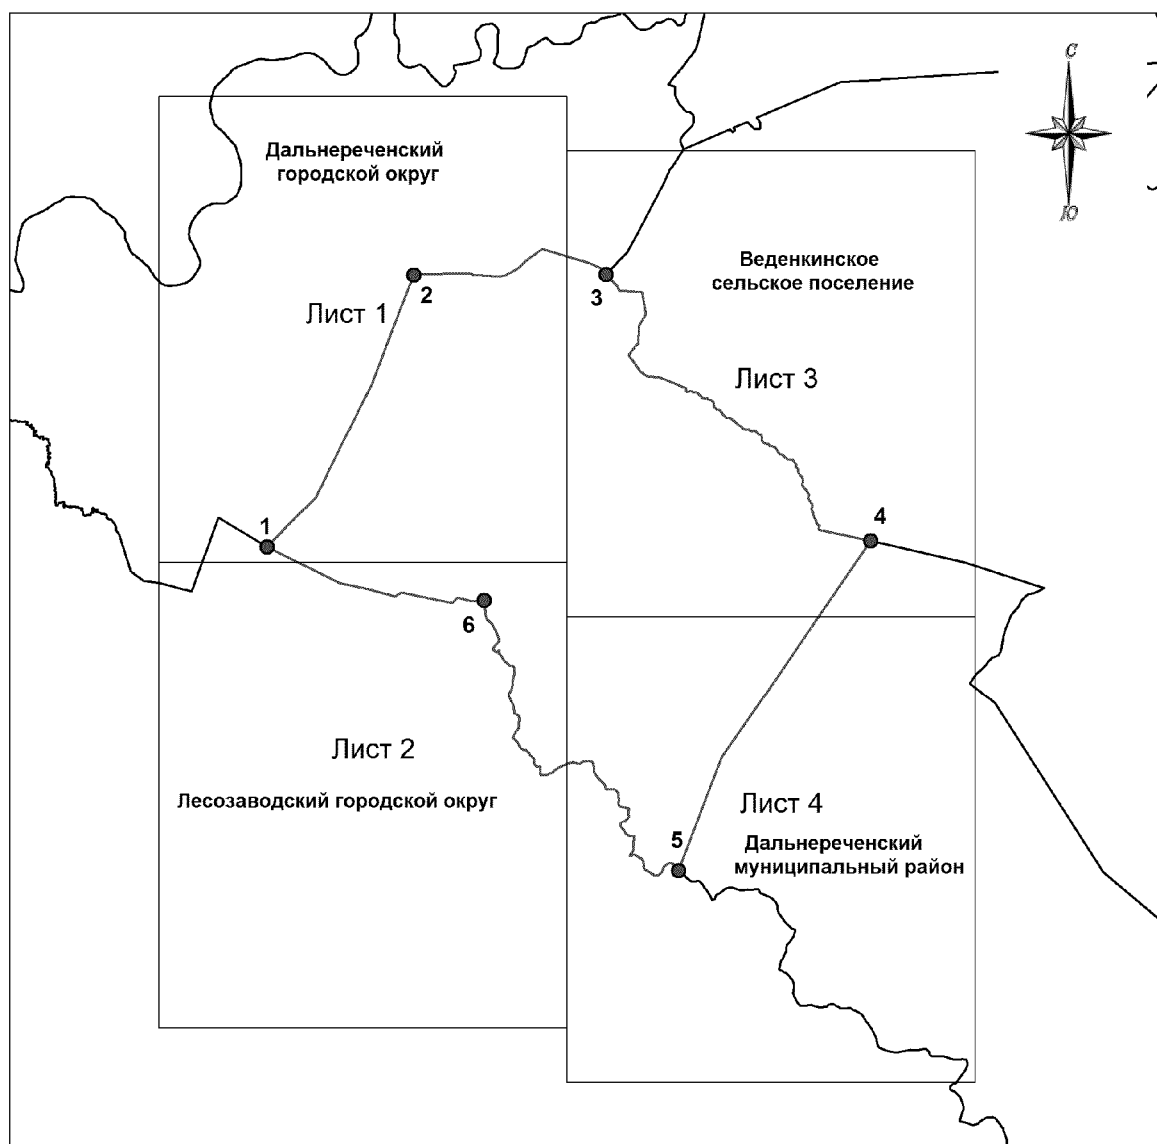 С
Дальнереченский
городской округ
Веденкинское
сельское поселение
Ю
2
3
Лист 1
Лист 3
4
1
6
Лист 2
Лесозаводский городской округ
Лист 4
5
Дальнереченский
муниципальный район